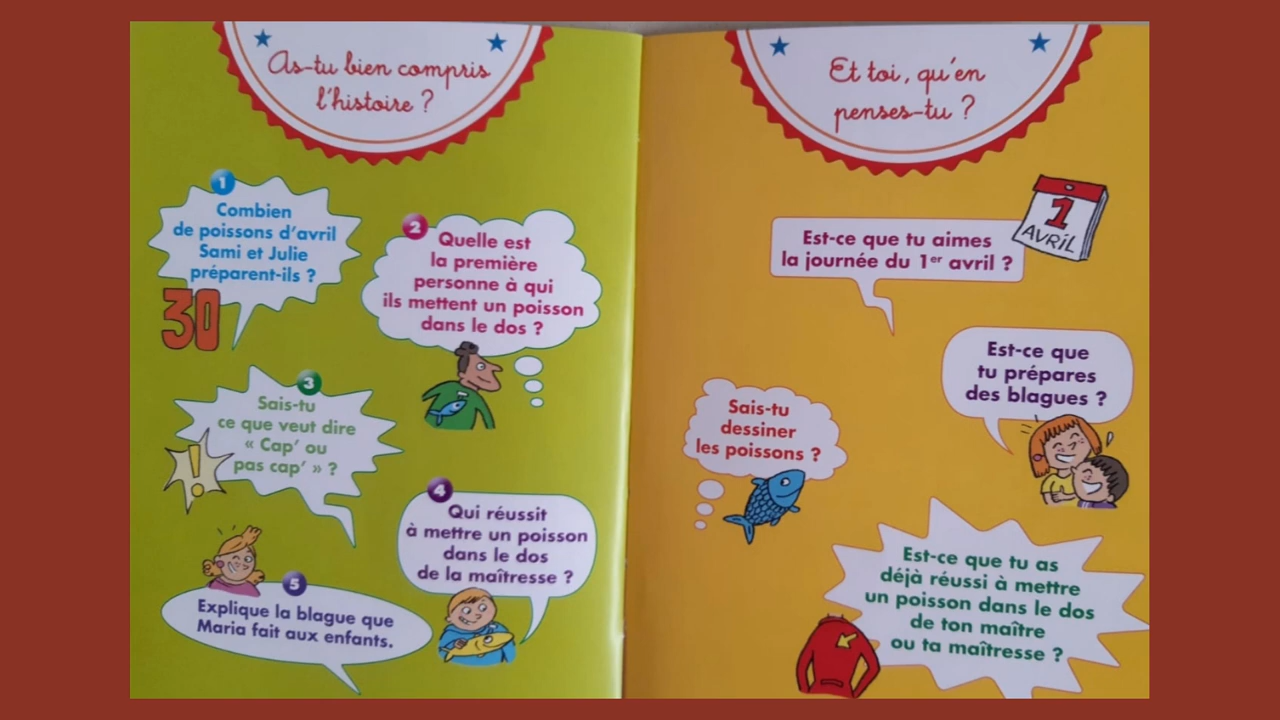 As-tu bien compris
l'histoire ?
1
Combien
de poissons d'avril
Sami et Julie
préparent-ils ?
30
2
Quelle est
la première
personne à qui
ils mettent un poisson
dans le dos ?
3
Sais-tu
ce que veut dire
« Cap' ou
pas cap' » ?
!
4
Qui réussit
à mettre un poisson
dans le dos
de la maîtresse ?
5
Explique la blague que
Maria fait aux enfants.
Et toi, qu'en
penses-tu ?
1
AVRIL
Est-ce que tu aimes
la journée du 1er avril ?
Est-ce que
tu prépares
des blagues ?
Sais-tu
dessiner
les poissons ?
Est-ce que tu as
déjà réussi à mettre
un poisson dans le dos
de ton maître
ou ta maîtresse ?